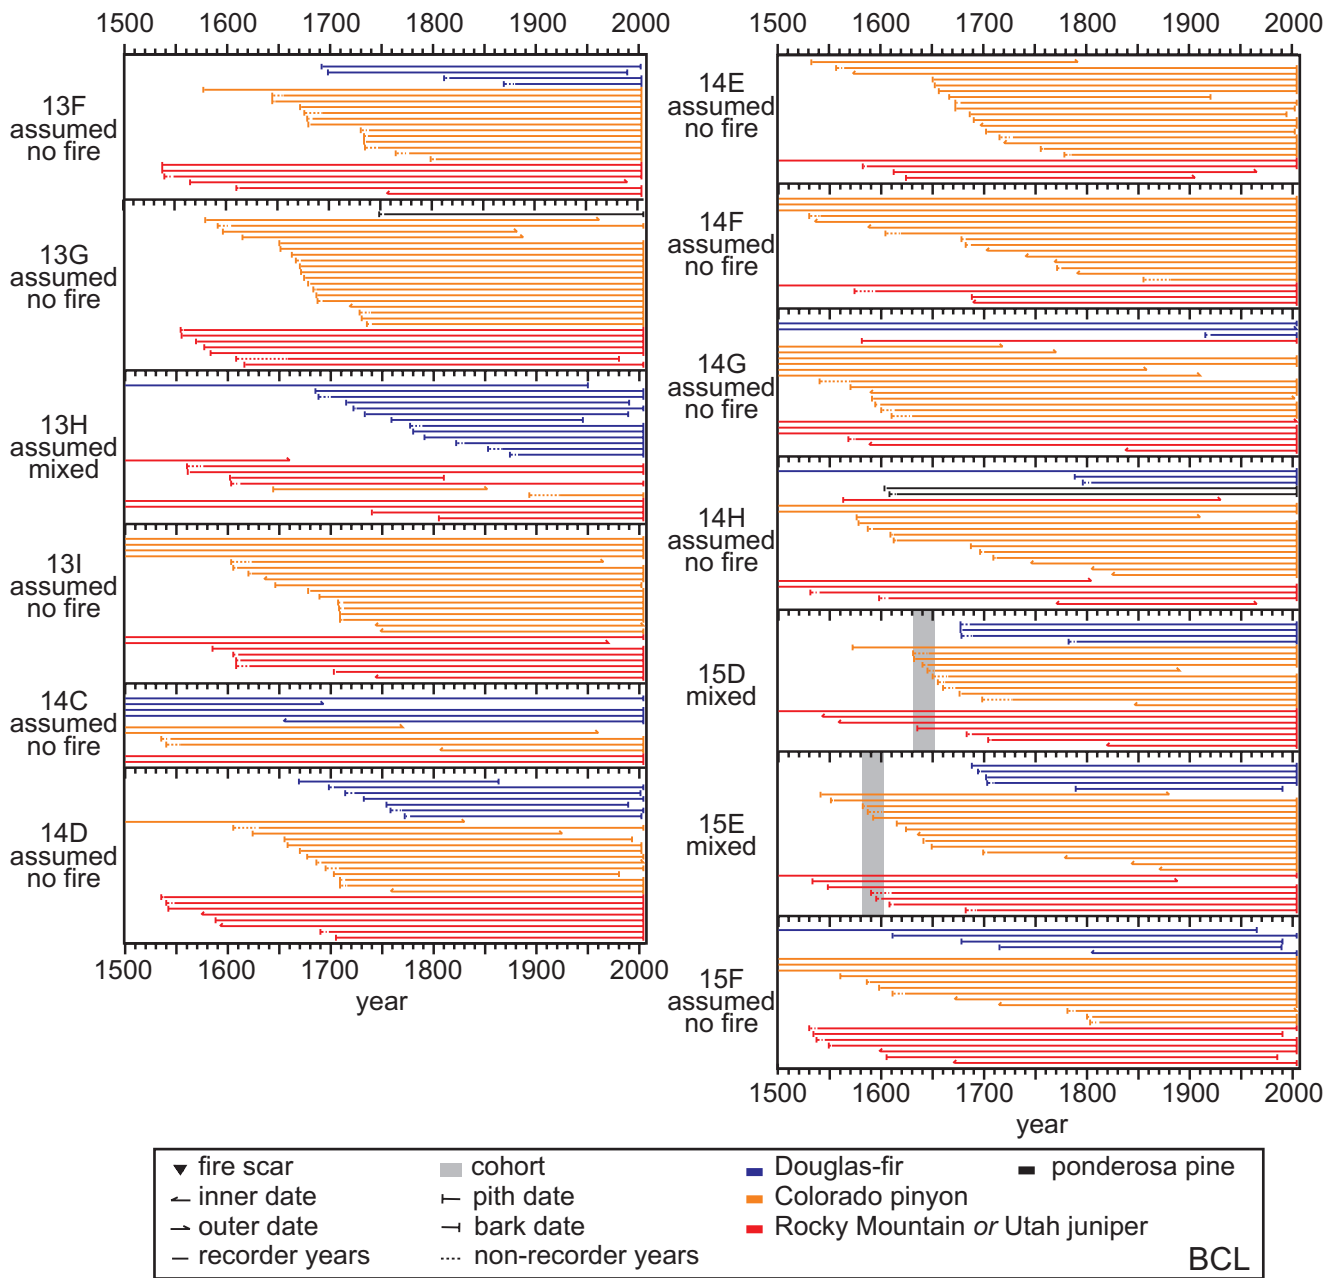 1500 1600 1700 1800 1900 2000
13F
assumed
no fire
13G
assumed
no fire
13H
assumed
mixed
13I
assumed
no fire
14C
assumed
no fire
14D
assumed
no fire
1500 1600 1700 1800 1900 2000
year
1500 1600 1700 1800 1900 2000
14E
assumed
no fire
14F
assumed
no fire
14G
assumed
no fire
14H
assumed
no fire
15D
mixed
15E
mixed
15F
assumed
no fire
1500 1600 1700 1800 1900 2000
year
fire scar cohort Douglas-fir ponderosa pine
inner date pith date Colorado pinyon
outer date bark date Rocky Mountain or Utah juniper
recorder years non-recorder years BCL